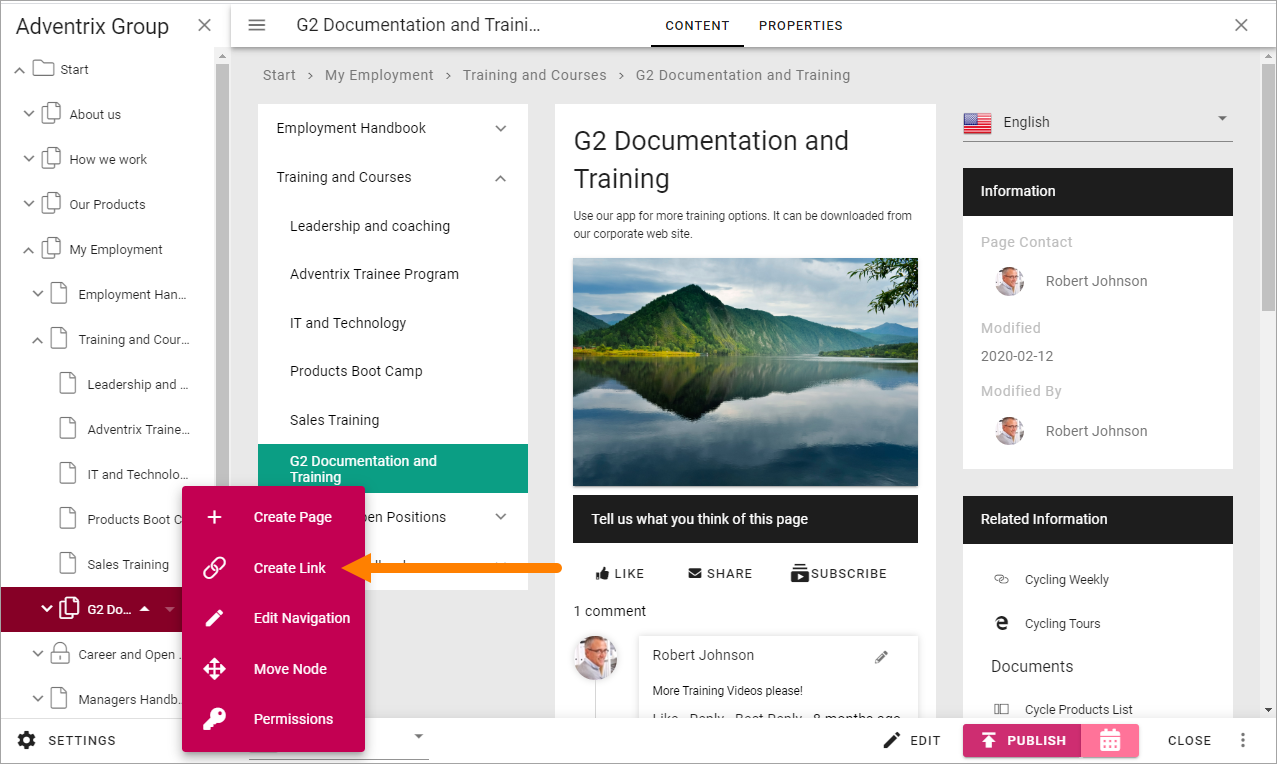 Adventrix Group
G2 Documentation and Traini...
CONTENT
PROPERTIES
Start
About us
How we work
Our Products
My Employment
Employment Han...
Training and Cour...
Leadership and ...
Adventrix Traine...
IT and Technolo...
Products Boot C
Sales Training
G2 Do...
Career and Open ...
Managers Handb...
SETTINGS
Start > My Employment > Training and Courses > G2 Documentation and Training
Employment Handbook
Training and Courses
Leadership and coaching
Adventrix Trainee Program
IT and Technology
Products Boot Camp
Sales Training
G2 Documentation and
Training
pen Positions
Create Page
Create Link
Edit Navigation
Move Node
Permissions
G2 Documentation and
Training
Use our app for more training options. It can be downloaded from
our corporate web site.
Tell us what you think of this page
LIKE
SHARE
SUBSCRIBE
1 comment
Robert Johnson
More Training Videos please!
Like Reply Best Reply 8 months ago
English
Information
Page Contact
Robert Johnson
Modified
2020-02-12
Modified By
Robert Johnson
Related Information
Cycling Weekly
Cycling Tours
Documents
Cycle Products List
EDIT
PUBLISH
CLOSE